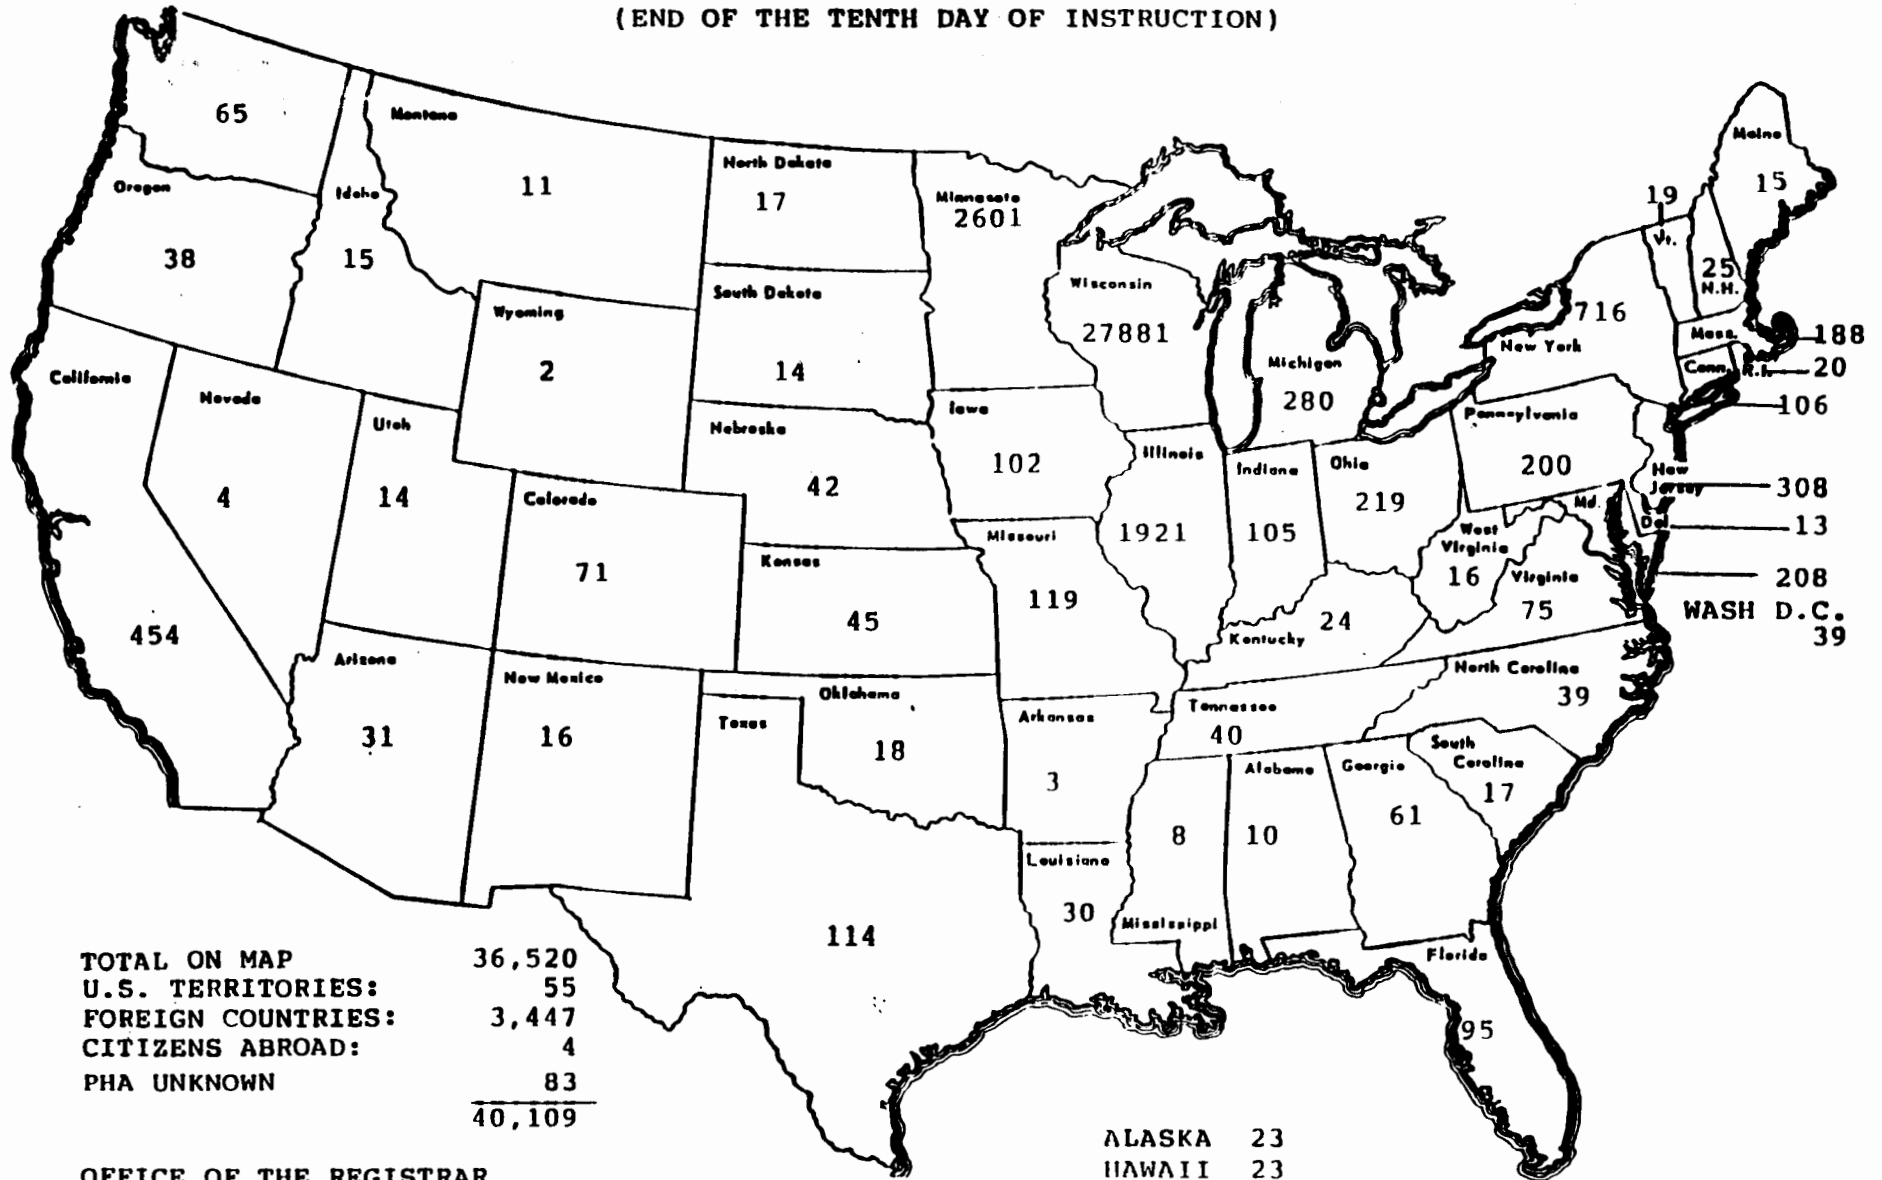 (END OF THE TENTH DAY OF INSTRUCTION)
65
Montana
11
North Dakota
17
Minnesota
2601
Maine
15
19
Vt.
25
N.H.
Oregon
38
Idaho
15
Wyoming
2
South Dakota
14
Wisconsin
27881
Michigan
280
716
New York
Mass.
188
Conn.
R.I.
20
106
California
454
Nevada
4
Utah
14
Colorado
71
Nebraska
42
Iowa
102
Illinois
1921
Indiana
105
Ohio
219
Pennsylvania
200
New
Jersey
308
Md.
Del
13
208
WASH D.C.
39
West
Virginia
16
Virginia
75
Kansas
45
Missouri
119
Kentucky
24
Arizona
31
New Mexico
16
Texas
114
Oklahoma
18
Arkansas
3
Tennessee
40
North Carolina
39
South
Carolina
17
Louisiana
30
Mississippi
8
Alabama
10
Georgia
61
Florida
95
TOTAL ON MAP 36,520
U.S. TERRITORIES: 55
FOREIGN COUNTRIES: 3,447
CITIZENS ABROAD: 4
PHA UNKNOWN 83
40,109
ALASKA 23
HAWAII 23
OFFICE OF THE REGISTRAR